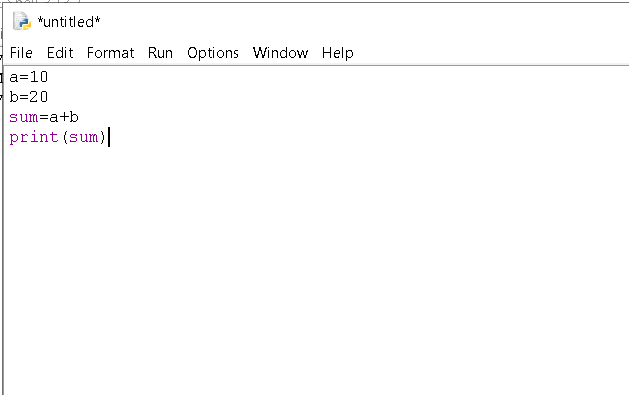 *untitled*
File Edit Format Run Options Window Help
a=10
b=20
sum=a+b
print(sum)